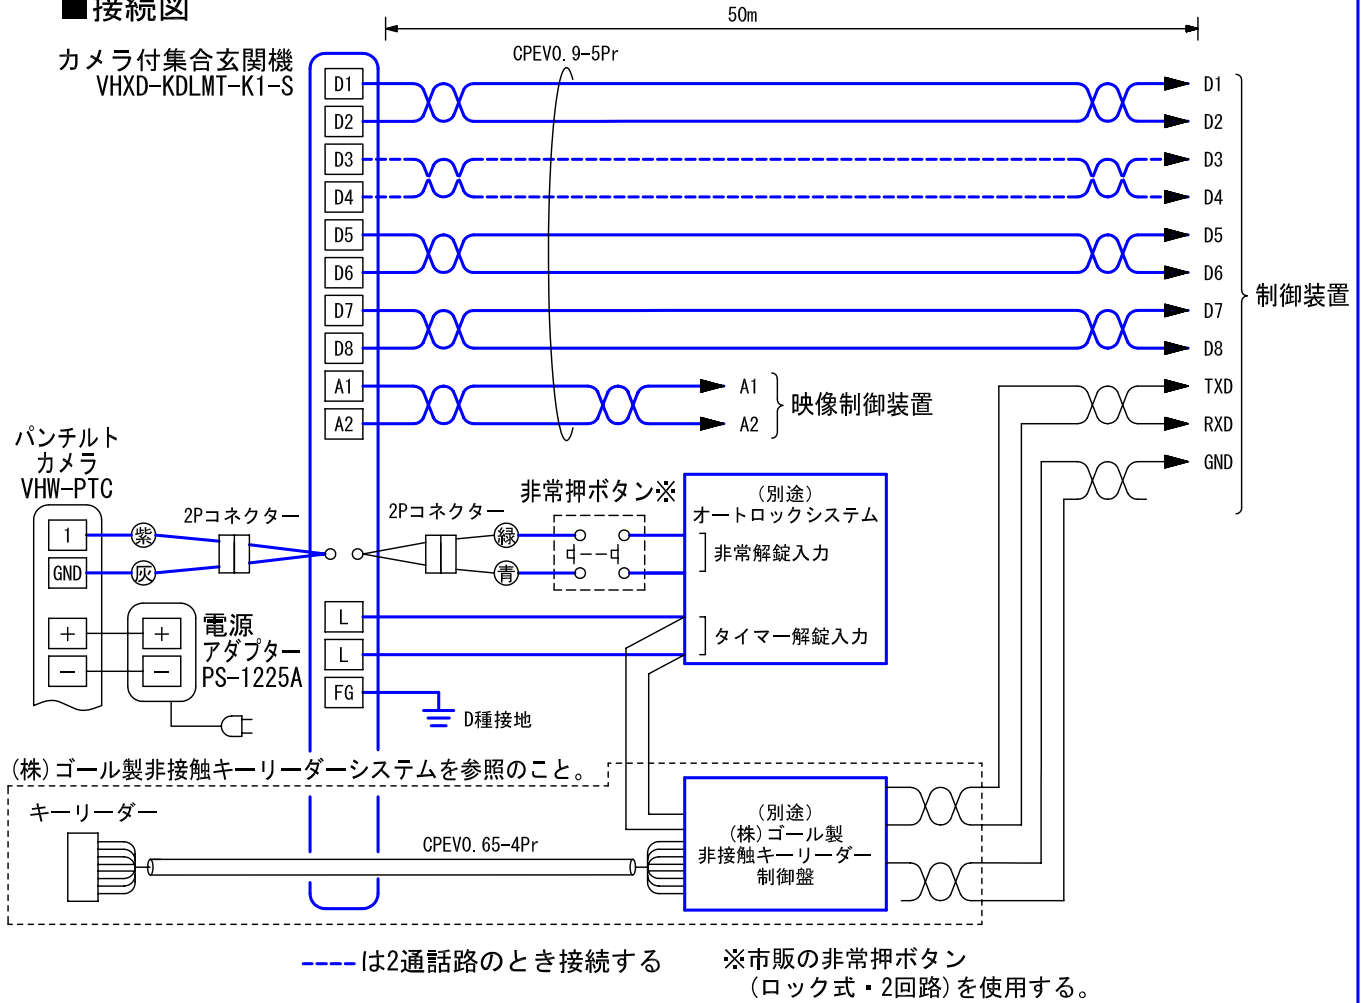 ■接続図
50m
カメラ付集合玄関機
VHXD-KDLMT-K1-S
CPEV0.9-5Pr
D1
D2
D3
D4
D5
D6
D7
D8
A1
A2
D1
D2
D3
D4
D5
D6
D7
D8
TXD
RXD
GND
制御装置
A1
A2
映像制御装置
パンチルト
カメラ
VHW-PTC
1
GND
+
−
紫
灰
2Pコネクター
+
−
電源
アダプター
PS-1225A
2Pコネクター
緑
青
非常押ボタン※
(別途)
オートロックシステム
非常解錠入力
タイマー解錠入力
L
L
FG
D種接地
(株)ゴール製非接触キーリーダーシステムを参照のこと。
キーリーダー
CPEV0.65-4Pr
(別途)
(株)ゴール製
非接触キーリーダー
制御盤
----は2通話路のとき接続する
※市販の非常押ボタン
(ロック式・2回路)を使用する。